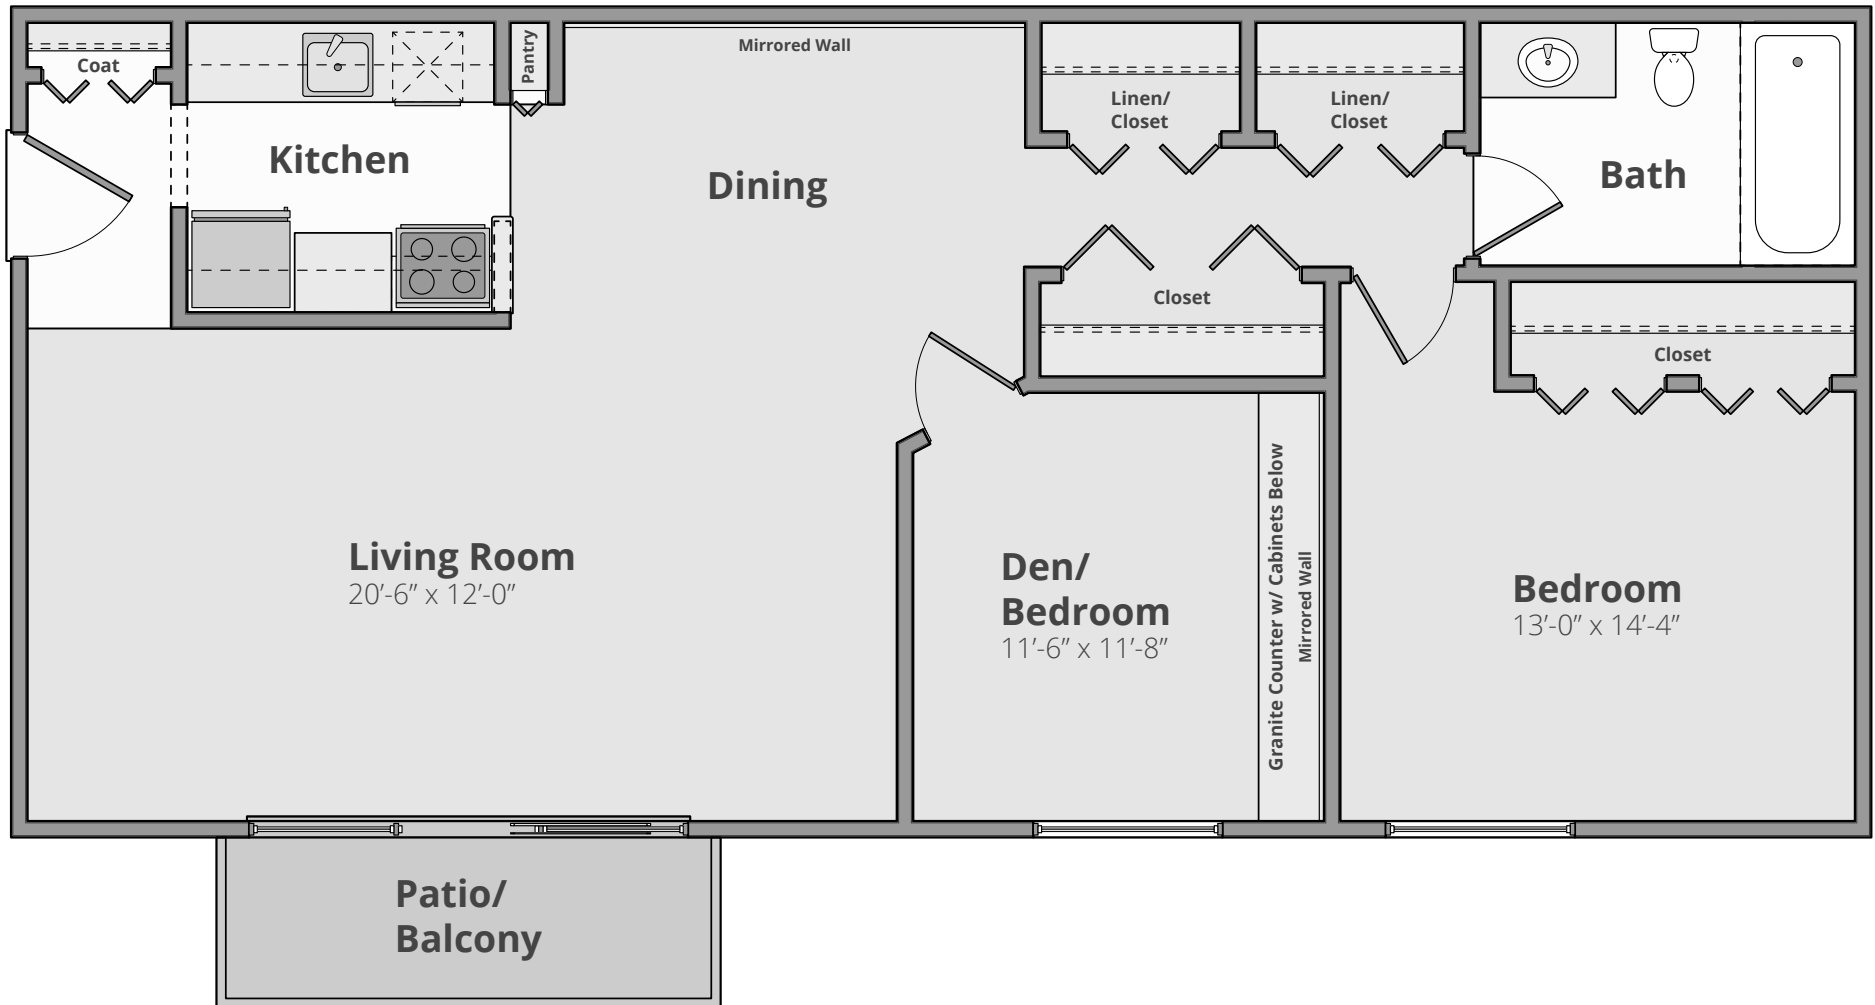 Coat
Kitchen
Pantry
Mirrored Wall
Dining
Linen/
Closet
Linen/
Closet
Bath
Closet
Closet
Living Room
20’-6” x 12’-0”
Den/
Bedroom
11’-6” x 11’-8”
Granite Counter w/ Cabinets Below
Mirrored Wall
Bedroom
13’-0” x 14’-4”
Patio/
Balcony